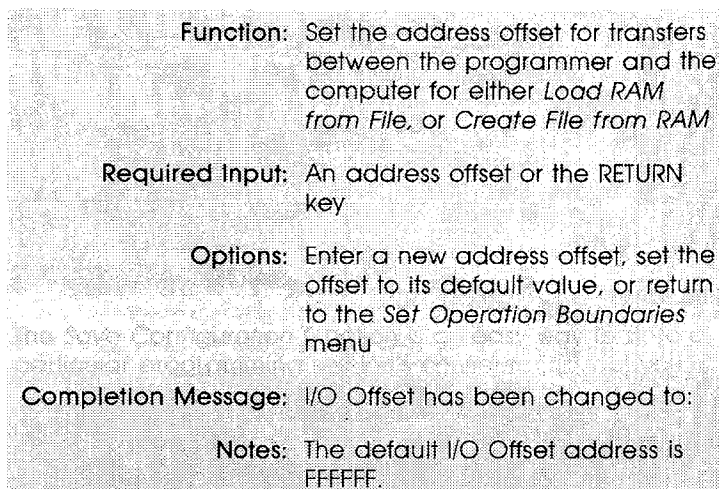 Function: Set the address offset for transfers
between the programmer and the
computer for either Load RAM
from File, or Create File from RAM
Required Input: An address offset or the RETURN
key
Options: Enter a new address offset, set the
offset to its default value, or return
to the Set Operation Boundaries
menu
Completion Message: I/O Offset has been changed to:
Notes: The default I/O Offset address is
FFFFFF.